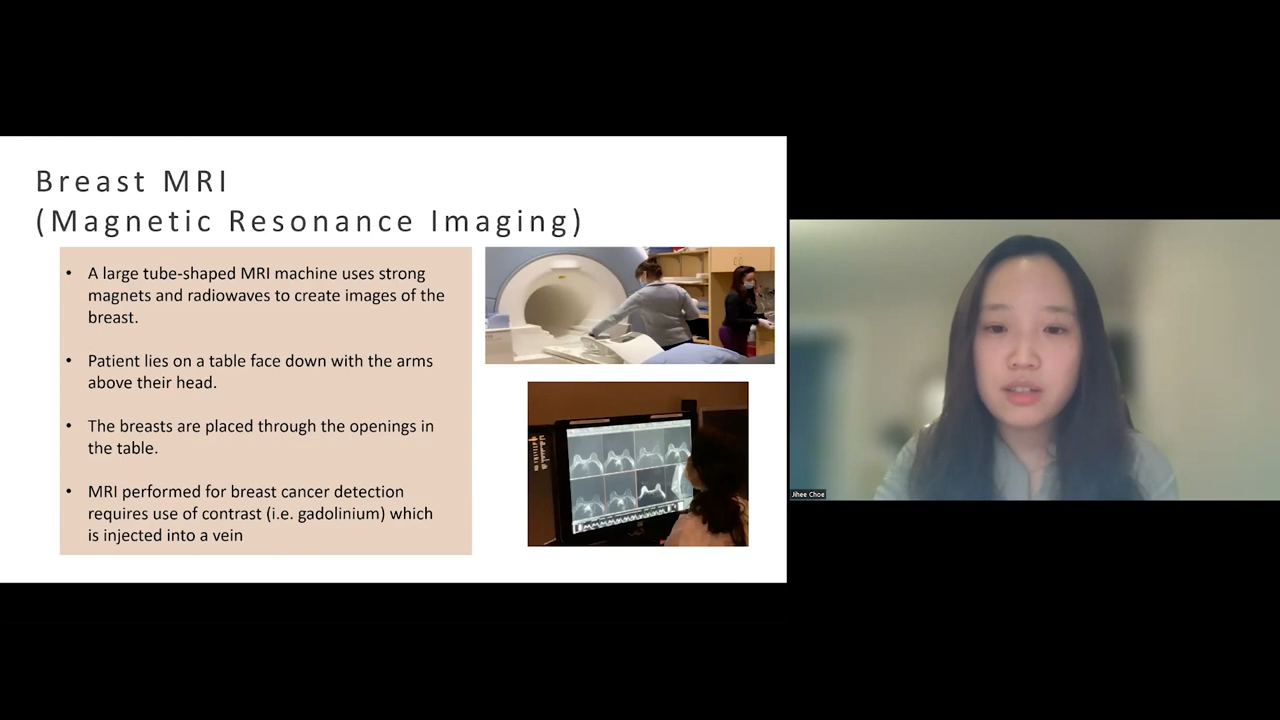 Breast MRI
(Magnetic Resonance Imaging)
• A large tube-shaped MRI machine uses strong
magnets and radiowaves to create images of the
breast.
• Patient lies on a table face down with the arms
above their head.
• The breasts are placed through the openings in
the table.
• MRI performed for breast cancer detection
requires use of contrast (i.e. gadolinium) which
is injected into a vein
Jihee Choe